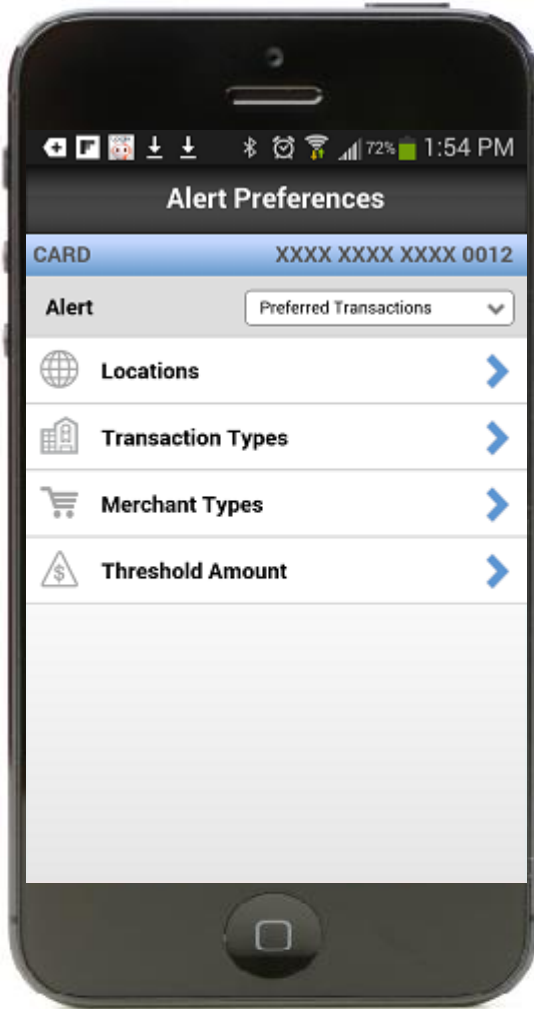 72% 1:54 PM
Alert Preferences
CARD XXXX XXXX XXXX 0012
Alert Preferred Transactions
Locations
Transaction Types
Merchant Types
$ Threshold Amount